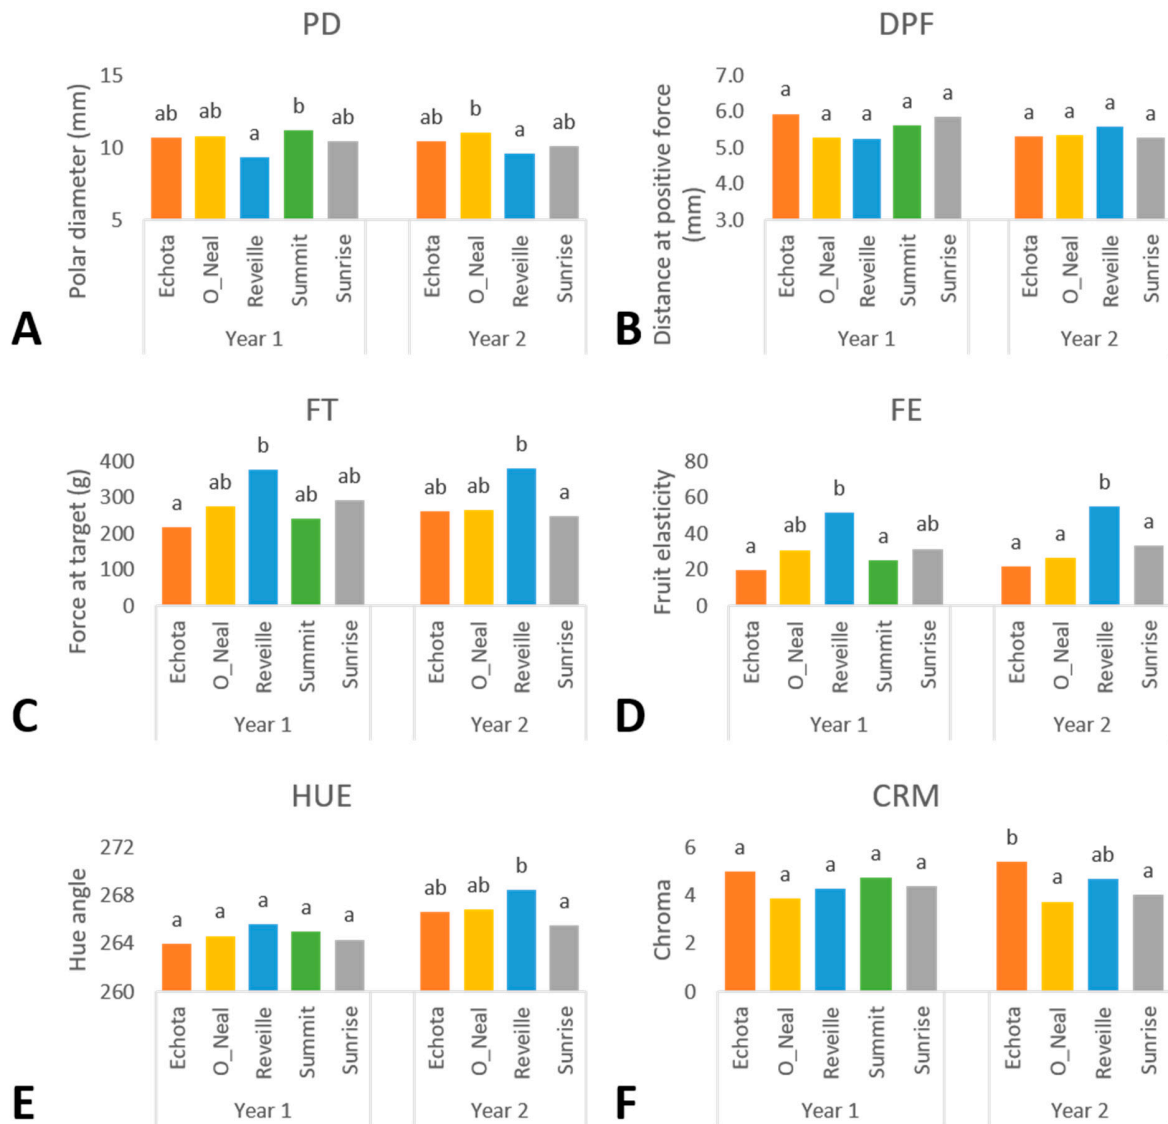 PD
Polar diameter (mm)
15
10
5
ab ab a b ab ab b a ab
Echota O_Neal Reveille Summit Sunrise Echota O_Neal Reveille Sunrise
Year 1 Year 2
A
DPF
Distance at positive force
(mm)
7.0
6.0
5.0
4.0
3.0
a a a a a a a a a
Echota O_Neal Reveille Summit Sunrise Echota O_Neal Reveille Sunrise
Year 1 Year 2
B
FT
Force at target (g)
400
300
200
100
0
a ab b ab ab ab ab b a
Echota O_Neal Reveille Summit Sunrise Echota O_Neal Reveille Sunrise
Year 1 Year 2
C
FE
Fruit elasticity
80
60
40
20
0
a ab b a ab a a b a
Echota O_Neal Reveille Summit Sunrise Echota O_Neal Reveille Sunrise
Year 1 Year 2
D
HUE
Hue angle
272
268
264
260
a a a a a ab ab b a
Echota O_Neal Reveille Summit Sunrise Echota O_Neal Reveille Sunrise
Year 1 Year 2
E
CRM
Chroma
6
4
2
0
a a a a a b a ab a
Echota O_Neal Reveille Summit Sunrise Echota O_Neal Reveille Sunrise
Year 1 Year 2
F